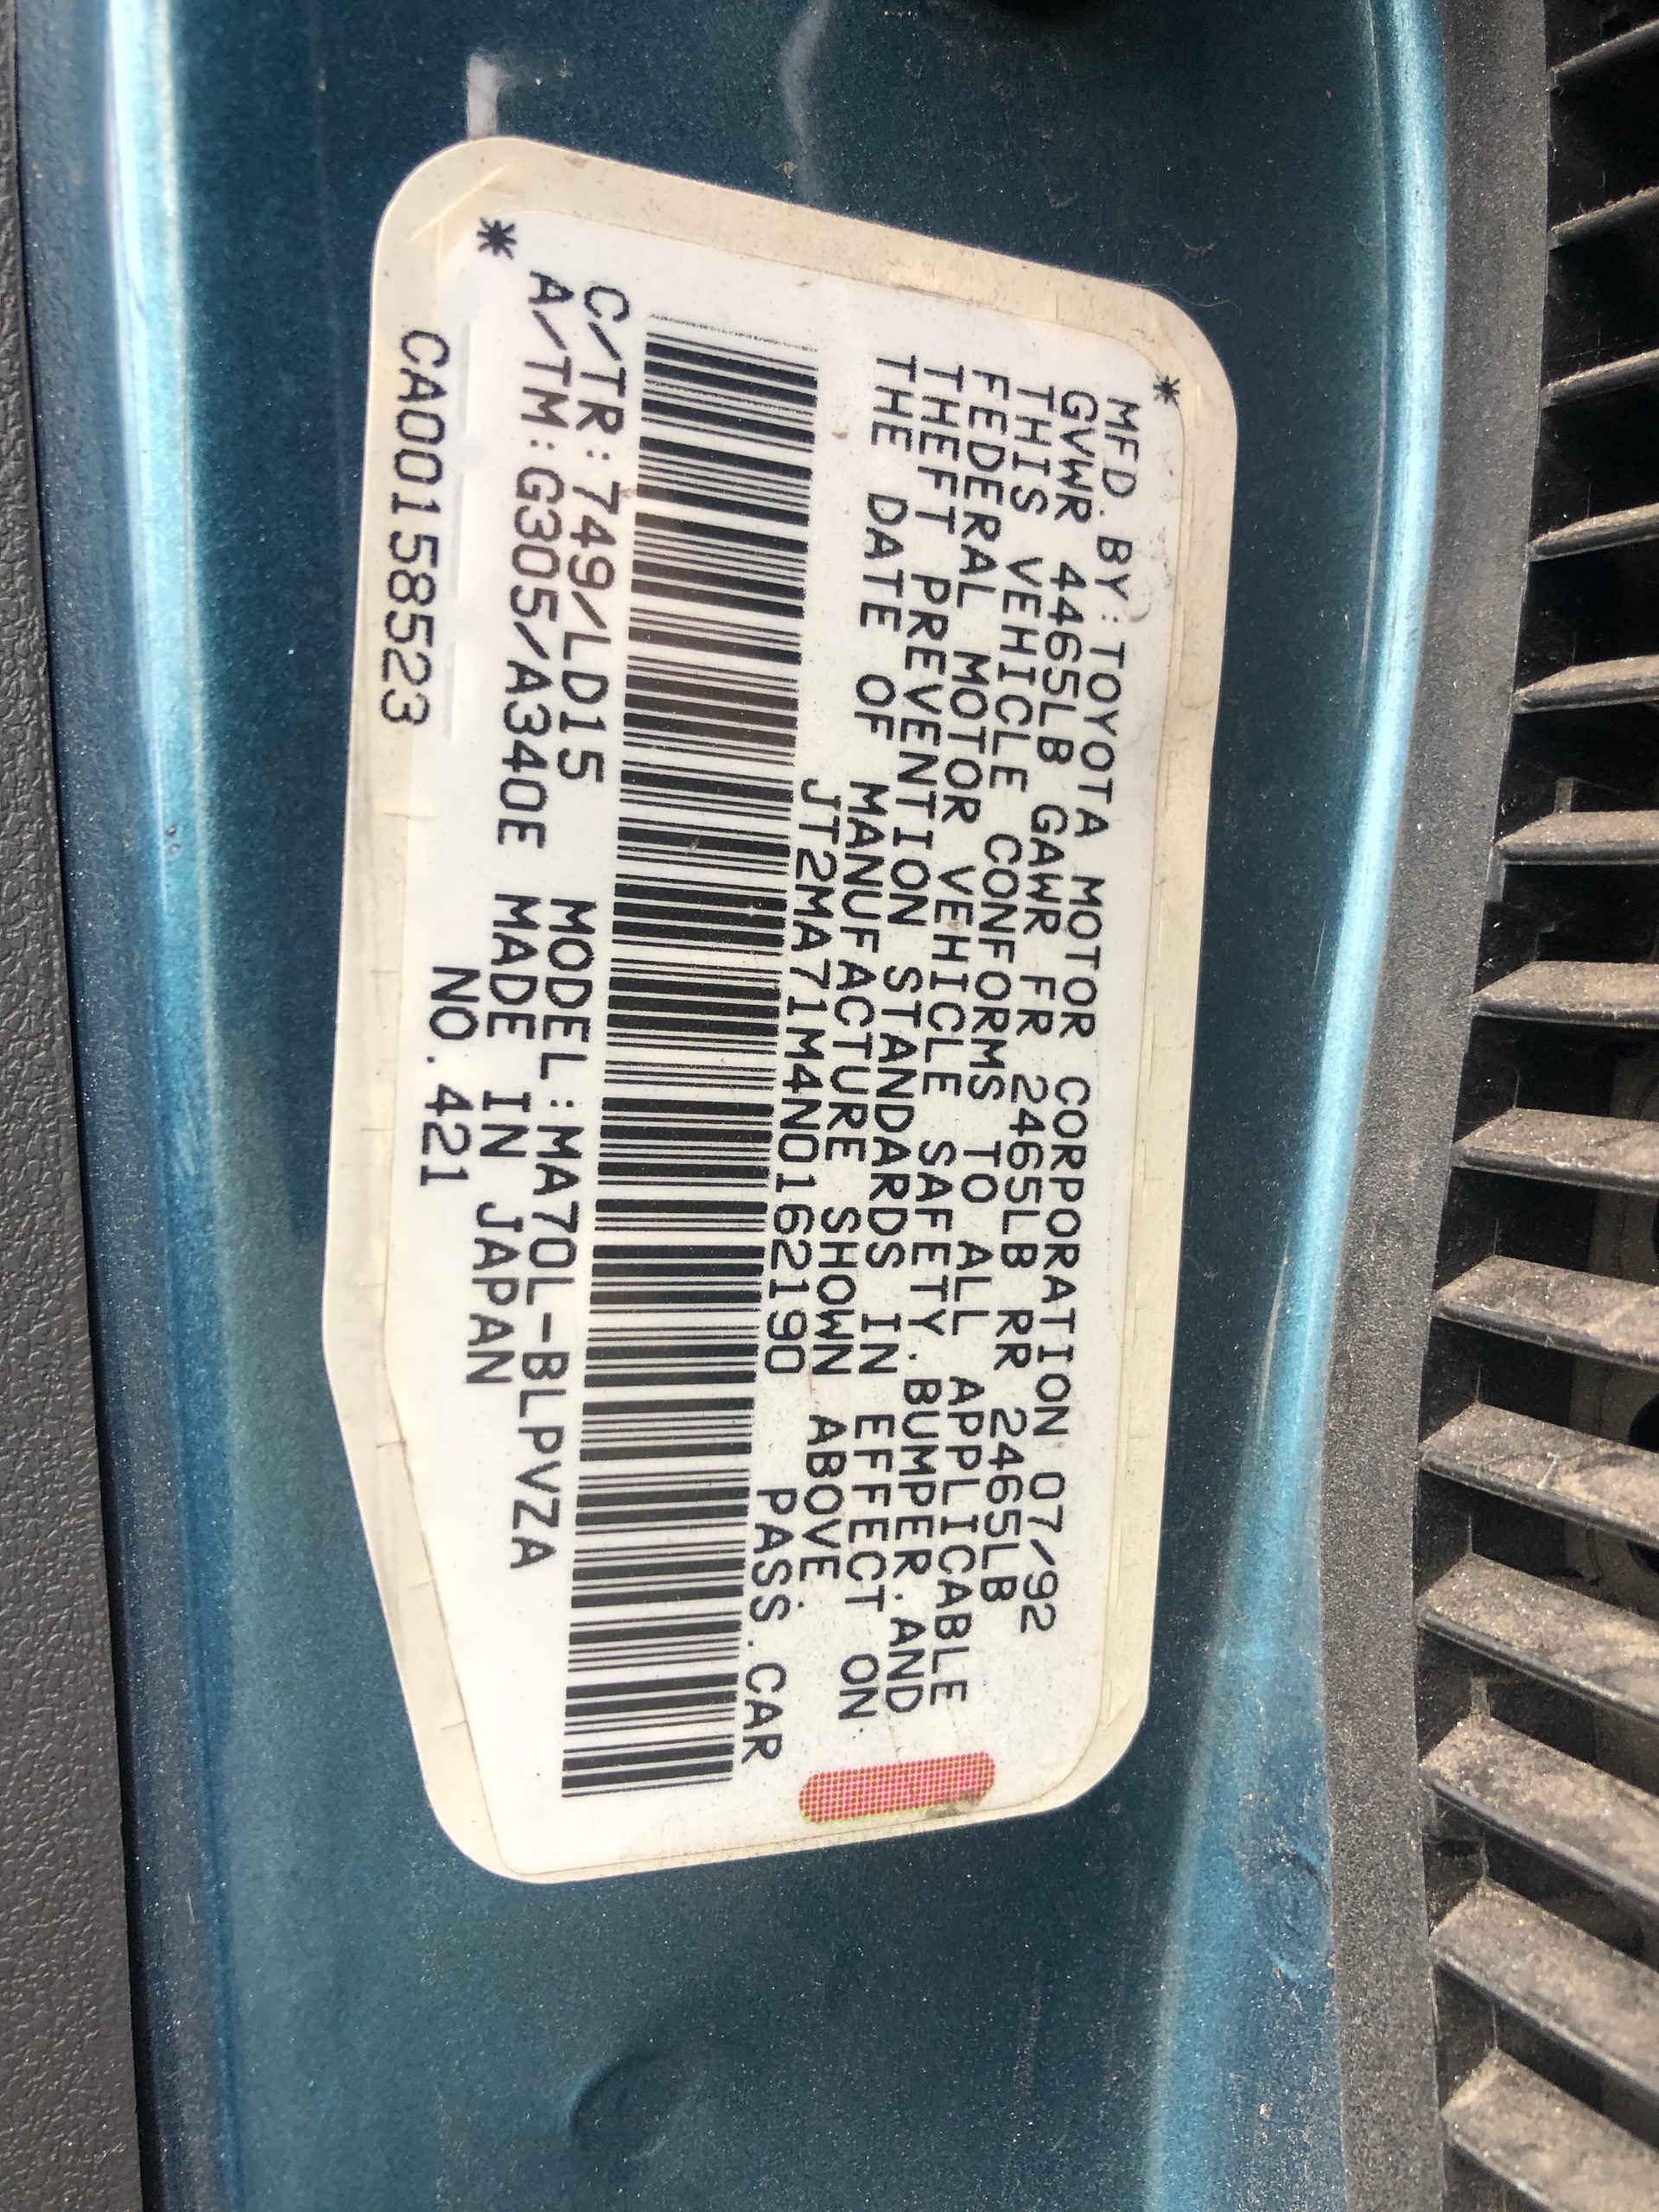 MFD. BY: TOYOTA MOTOR CORPORATION 07/92
GVWR 4465LB GAWR FR 2465LB RR 2465LB
THIS VEHICLE CONFORMS TO ALL APPLICABLE
FEDERAL MOTOR VEHICLE SAFETY. BUMPER. AND
THEFT PREVENTION STANDARDS IN EFFECT ON
THE DATE OF MANUFACTURE SHOWN ABOVE.
JT2MA71M4N0162190 PASS. CAR
C/TR: 749/LD15 MODEL: MA70L-BLPVZA
A/TM: G305/A340E MADE IN JAPAN
NO. 421
CA00158523